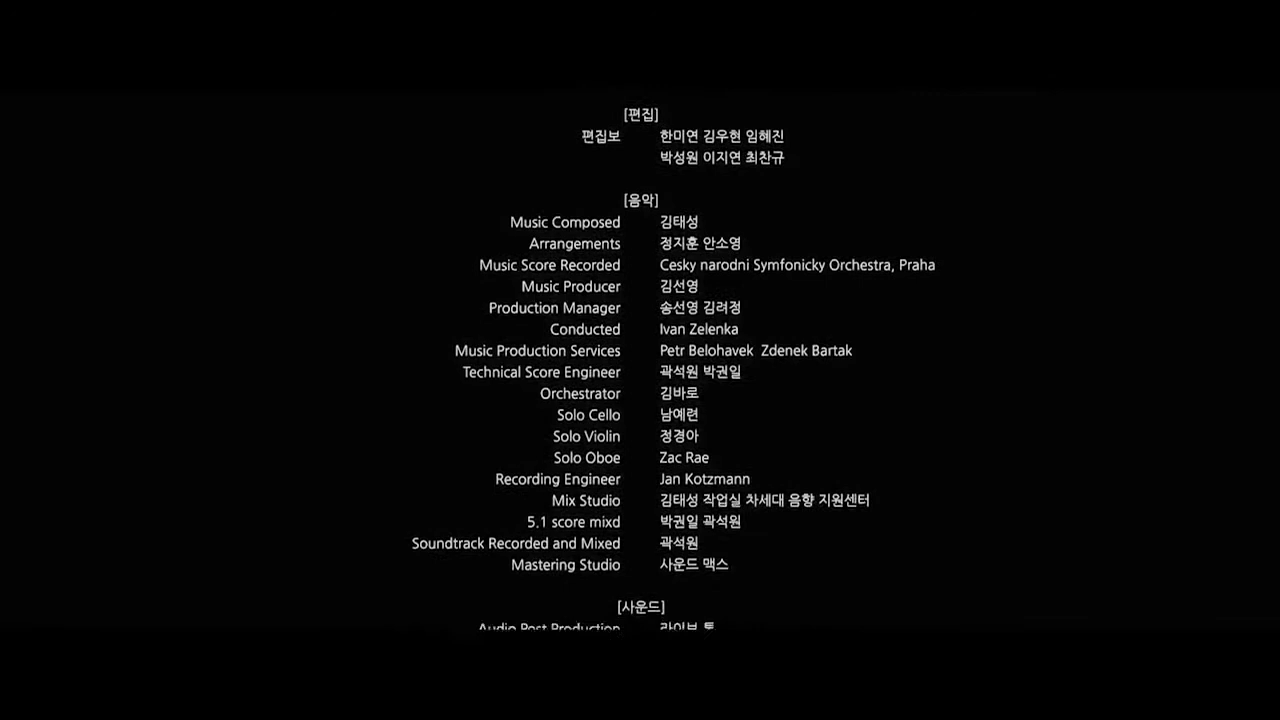 [편집]
편집보 한미연 김우현 임혜진
박성원 이지연 최찬규
[음악]
Music Composed 김태성
Arrangements 정지훈 안소영
Music Score Recorded Cesky narodni Symfonicky Orchestra, Praha
Music Producer 김선영
Production Manager 송선영 김려정
Conducted Ivan Zelenka
Music Production Services Petr Belohavek Zdenek Bartak
Technical Score Engineer 곽석원 박권일
Orchestrator 김바로
Solo Cello 남예련
Solo Violin 정경아
Solo Oboe Zac Rae
Recording Engineer Jan Kotzmann
Mix Studio 김태성 작업실 차세대 음향 지원센터
5.1 score mixd 박권일 곽석원
Soundtrack Recorded and Mixed 곽석원
Mastering Studio 사운드 맥스
[사운드]
Audio Post Production 라이브 톤